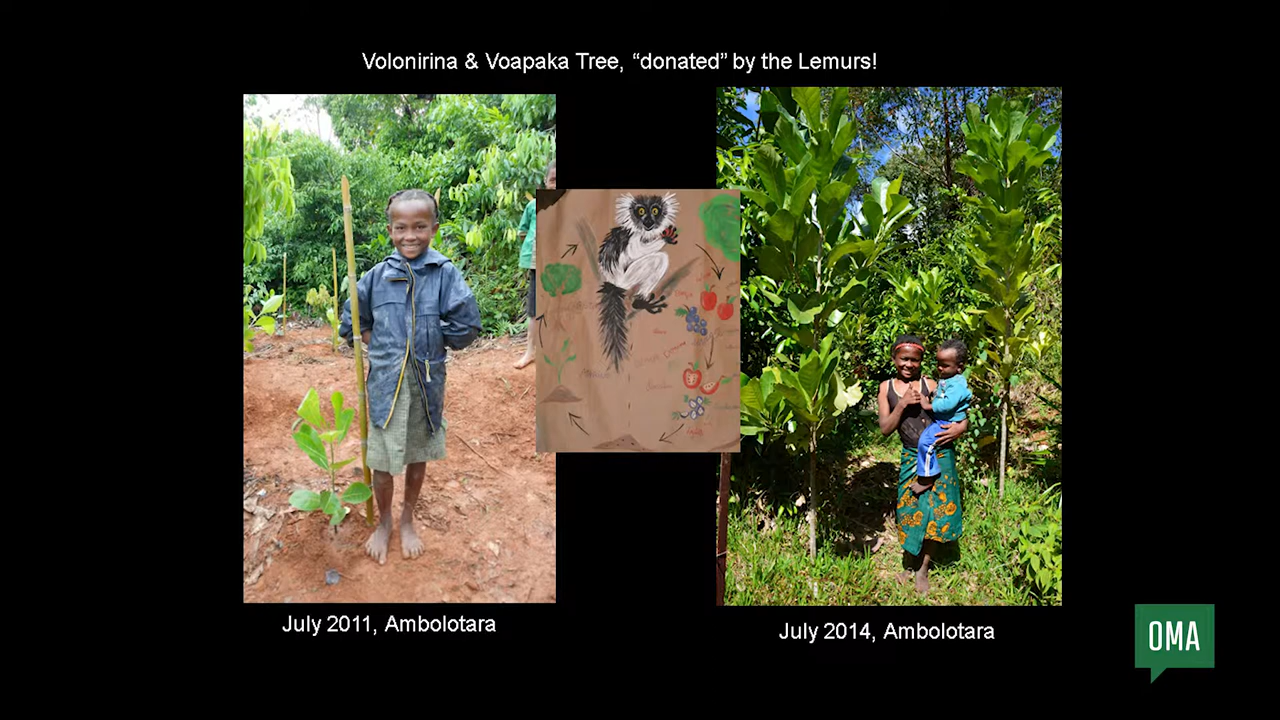 Volonirina & Voapaka Tree, “donated” by the Lemurs!
July 2011, Ambolotara
July 2014, Ambolotara
OMA